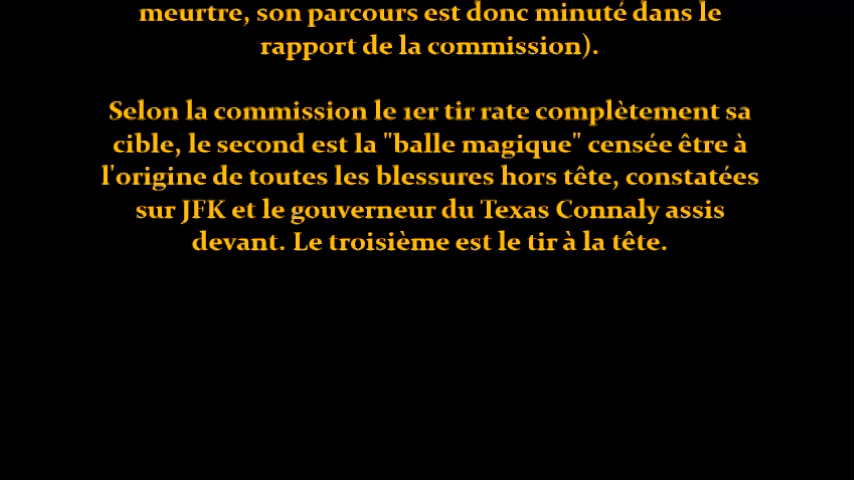 meurtre, son parcours est donc minuté dans le
rapport de la commission).
Selon la commission le 1er tir rate complètement sa
cible, le second est la "balle magique" censée être à
l'origine de toutes les blessures hors tête, constatées
sur JFK et le gouverneur du Texas Connaly assis
devant. Le troisième est le tir à la tête.